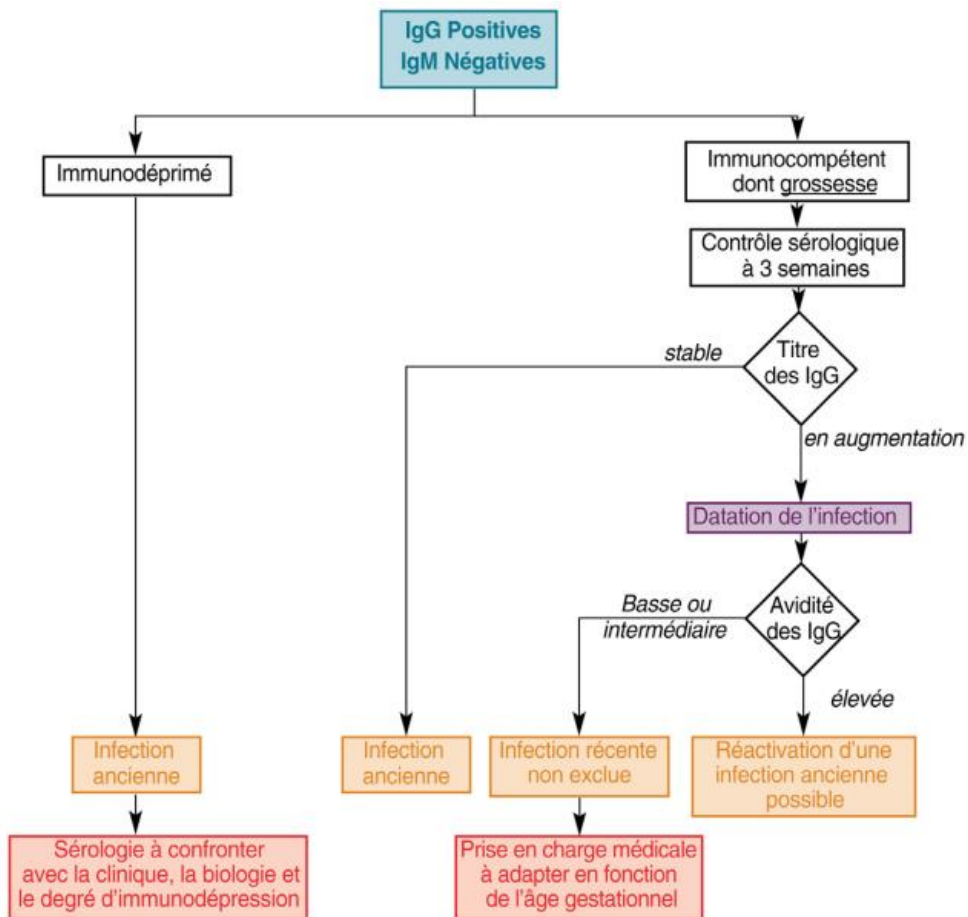 IgG Positives
IgM Négatives
Immunodéprimé
Immunocompétent
dont grossesse
Contrôle sérologique
à 3 semaines
Titre
des IgG
stable
en augmentation
Datation de l'infection
Avidité
des IgG
Basse ou
intermédiaire
élevée
Infection
ancienne
Infection
ancienne
Infection récente
non exclue
Réactivation d'une
infection ancienne
possible
Sérologie à confronter
avec la clinique, la biologie et
le degré d'immunodépression
Prise en charge médicale
à adapter en fonction
de l'âge gestationnel